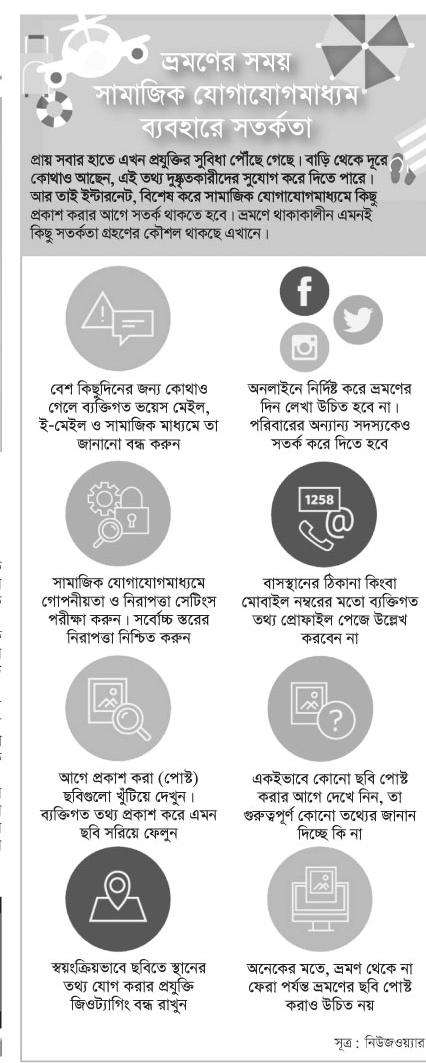 ভ্রমণের সময়
সামাজিক যোগাযোগমাধ্যম
ব্যবহারে সতর্কতা
প্রায় সবার হাতে এখন প্রযুক্তির সুবিধা পৌঁছে গেছে। বাড়ি থেকে দূরে
কোথাও আছেন, এই তথ্য দুষ্কৃতকারীদের সুযোগ করে দিতে পারে।
আর তাই ইন্টারনেট, বিশেষ করে সামাজিক যোগাযোগমাধ্যমে কিছু
প্রকাশ করার আগে সতর্ক থাকতে হবে। ভ্রমণে থাকাকালীন এমনই
কিছু সতর্কতা গ্রহণের কৌশল থাকছে এখানে।
বেশ কিছুদিনের জন্য কোথাও
গেলে ব্যক্তিগত ভয়েস মেইল,
ই-মেইল ও সামাজিক মাধ্যমে তা
জানানো বন্ধ করুন
অনলাইনে নির্দিষ্ট করে ভ্রমণের
দিন লেখা উচিত হবে না।
পরিবারের অন্যান্য সদস্যকেও
সতর্ক করে দিতে হবে
সামাজিক যোগাযোগমাধ্যমে
গোপনীয়তা ও নিরাপত্তা সেটিংস
পরীক্ষা করুন। সর্বোচ্চ স্তরের
নিরাপত্তা নিশ্চিত করুন
1258
বাসস্থানের ঠিকানা কিংবা
মোবাইল নম্বরের মতো ব্যক্তিগত
তথ্য প্রোফাইল পেজে উল্লেখ
করবেন না
আগে প্রকাশ করা (পোস্ট)
ছবিগুলো খুঁটিয়ে দেখুন।
ব্যক্তিগত তথ্য প্রকাশ করে এমন
ছবি সরিয়ে ফেলুন
একইভাবে কোনো ছবি পোস্ট
করার আগে দেখে নিন, তা
গুরুত্বপূর্ণ কোনো তথ্যের জানান
দিচ্ছে কি না
স্বয়ংক্রিয়ভাবে ছবিতে স্থানের
তথ্য যোগ করার প্রযুক্তি
জিওট্যাগিং বন্ধ রাখুন
অনেকের মতে, ভ্রমণ থেকে না
ফেরা পর্যন্ত ভ্রমণের ছবি পোস্ট
করাও উচিত নয়
সূত্র : নিউজওয়্যার